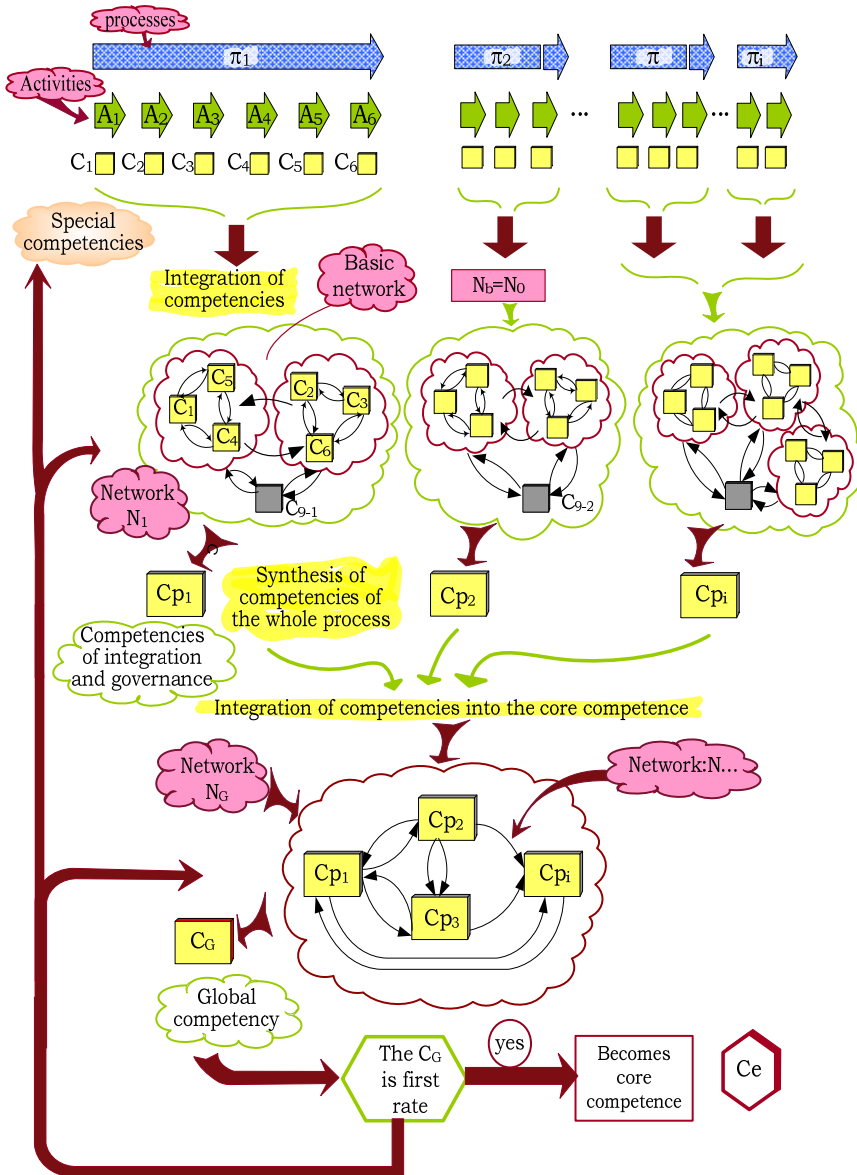 processes
π1 π2 π πi
Activities
A1 A2 A3 A4 A5 A6 ... ...
C1 C2 C3 C4 C5 C6
Special
competencies
Integration of
competencies
Basic
network
Nb=N0
C5
C1
C4
C2
C3
C6
C9-1
C9-2
Network
N1
Cp1
Synthesis of
competencies of
the whole process
Cp2
Cpi
Competencies
of integration
and governance
Integration of competencies into the core competence
Network
NG
Network:N...
Cp2
Cp1
Cpi
Cp3
CG
Global
competency
The CG
is first
rate
yes
Becomes
core
competence
Ce